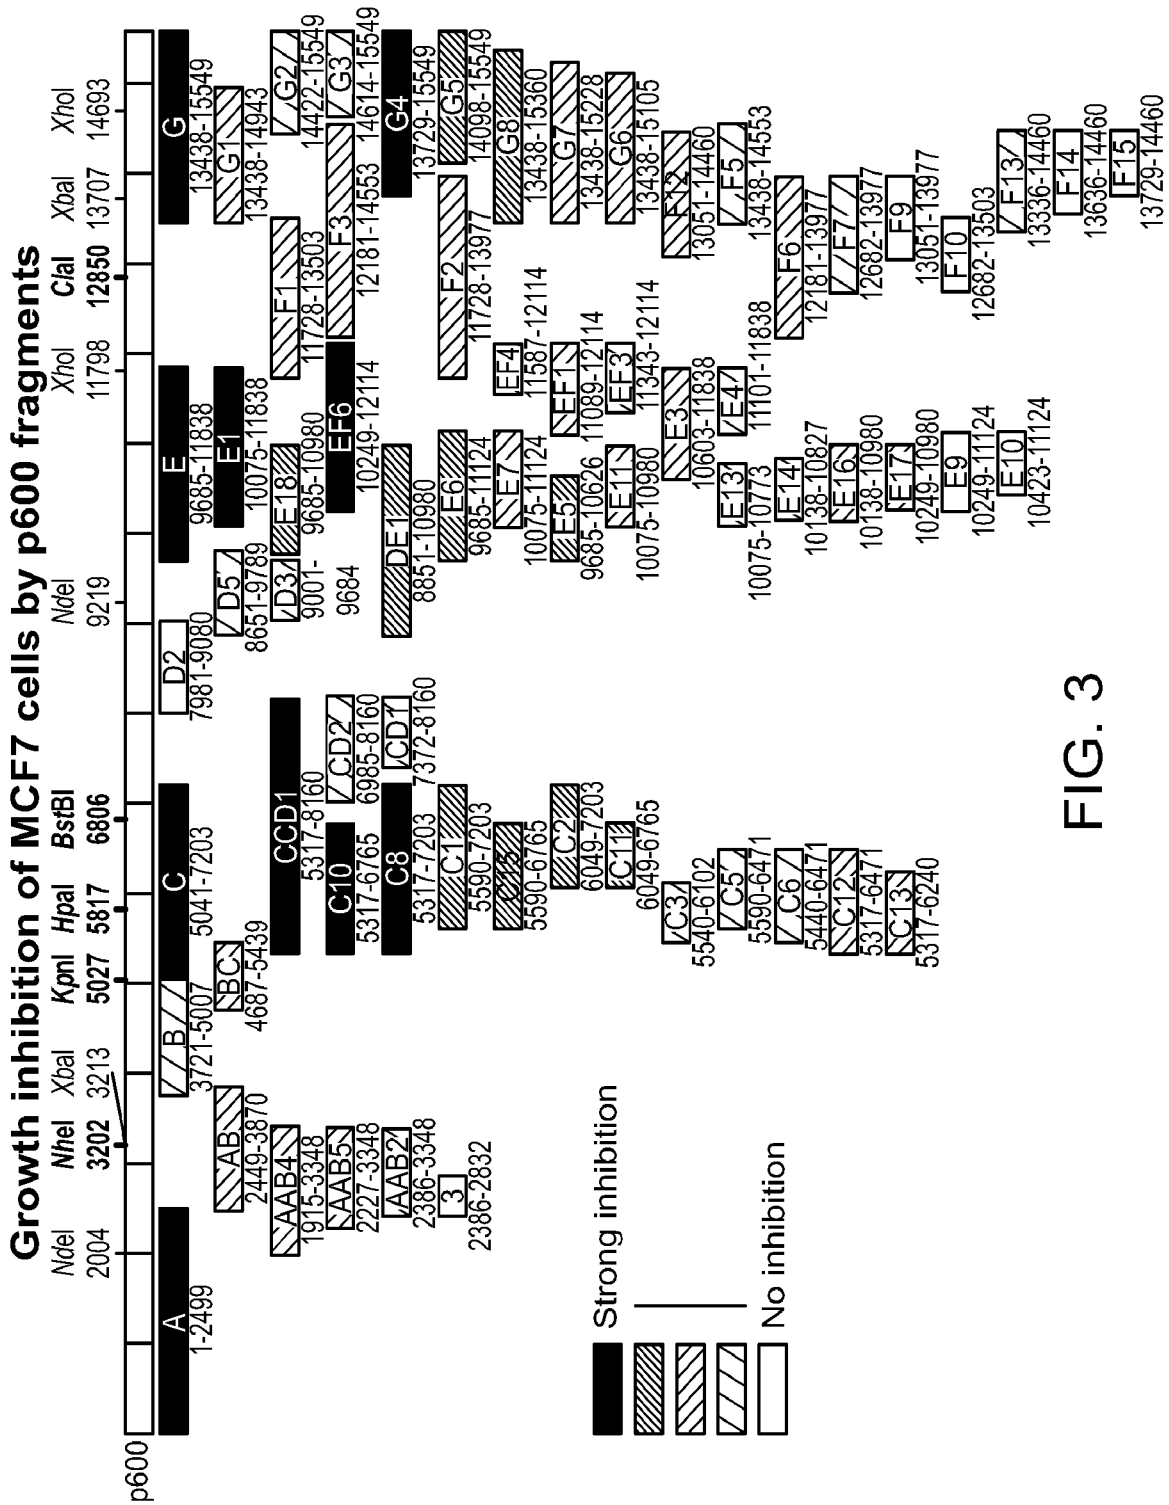 Growth inhibition of MCF7 cells by p600 fragments
NdeI NheI XbaI KpnI HpaI BstBI NdeI XhoI ClaI XbaI XhoI
2004 3202 3213 5027 5817 6806 9219 11798 12850 13707 14693
p600
A B C D2 E G
1-2499 3721-5007 5041-7203 7981-9080 9685-11838 13438-15549
AB BC D5 E1 G1
2449-3870 4687-5439 8651-9789 10075-11838 13438-14943
AAB4 CCD1 D3 E18 F1 G2
1915-3348 5317-8160 9001- 9685-10980 11728-13503 14422-15549
9684
AAB5 C10 CD2 EF6 F3 G3
2227-3348 5317-6765 6985-8160 10249-12114 12181-14553 14614-15549
AAB2 C8 CD1 DE1 G4
2386-3348 5317-7203 7372-8160 8851-10980 13729-15549
3 C1 E6 F2 G5
2386-2832 5590-7203 9685-11124 11728-13977 14098-15549
C15 E7 EF4 G8
5590-6765 10075-11124 11587-12114 13438-15360
C2 E5 EF1 G7
6049-7203 9685-10626 11089-12114 13438-15228
C11 E11 EF3 G6
6049-6765 10075-10980 11343-12114 13438-15105
C3 E3 F12
5540-6102 10603-11838 13051-14460
C5 E13 E4 F5
5590-6471 10075-10773 11101-11838 13438-14553
C6 E14 F6
5440-6471 10138-10827 12181-13977
C12 E16 F7
5317-6471 10138-10980 12682-13977
C13 E17 F9
5317-6240 10249-10980 13051-13977
E9 F10
10249-11124 12682-13503
E10 F13
10423-11124 13336-14460
F14
13636-14460
F15
13729-14460
Strong inhibition
No inhibition
FIG. 3